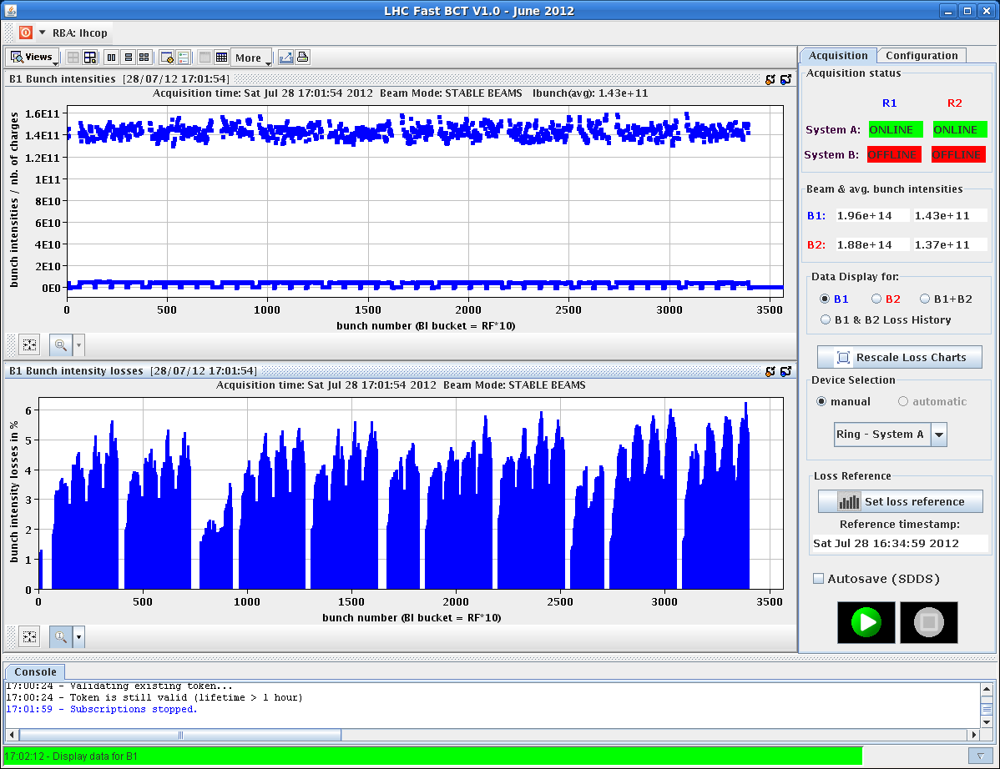 LHC Fast BCT V1.0 - June 2012
RBA: lhcop
Views
More
B1 Bunch intensities [28/07/12 17:01:54]
Acquisition time: Sat Jul 28 17:01:54 2012 Beam Mode: STABLE BEAMS Ibunch(avg): 1.43e+11
bunch intensities / nb. of charges
1.6E11
1.4E11
1.2E11
1E11
8E10
6E10
4E10
2E10
0E0
0 500 1000 1500 2000 2500 3000 3500
bunch number (BI bucket = RF*10)
B1 Bunch intensity losses [28/07/12 17:01:54]
Acquisition time: Sat Jul 28 17:01:54 2012 Beam Mode: STABLE BEAMS
bunch intensity losses in %
6
5
4
3
2
1
0
0 500 1000 1500 2000 2500 3000 3500
bunch number (BI bucket = RF*10)
Acquisition Configuration
Acquisition status
R1 R2
System A: ONLINE ONLINE
System B: OFFLINE OFFLINE
Beam & avg. bunch intensities
B1: 1.96e+14 1.43e+11
B2: 1.88e+14 1.37e+11
Data Display for:
B1 B2 B1+B2
B1 & B2 Loss History
Rescale Loss Charts
Device Selection
manual automatic
Ring - System A
Loss Reference
Set loss reference
Reference timestamp:
Sat Jul 28 16:34:59 2012
Autosave (SDDS)
Console
17:00:24 - Validating existing token...
17:00:24 - Token is still valid (lifetime > 1 hour)
17:01:59 - Subscriptions stopped.
17:02:12 - Display data for B1